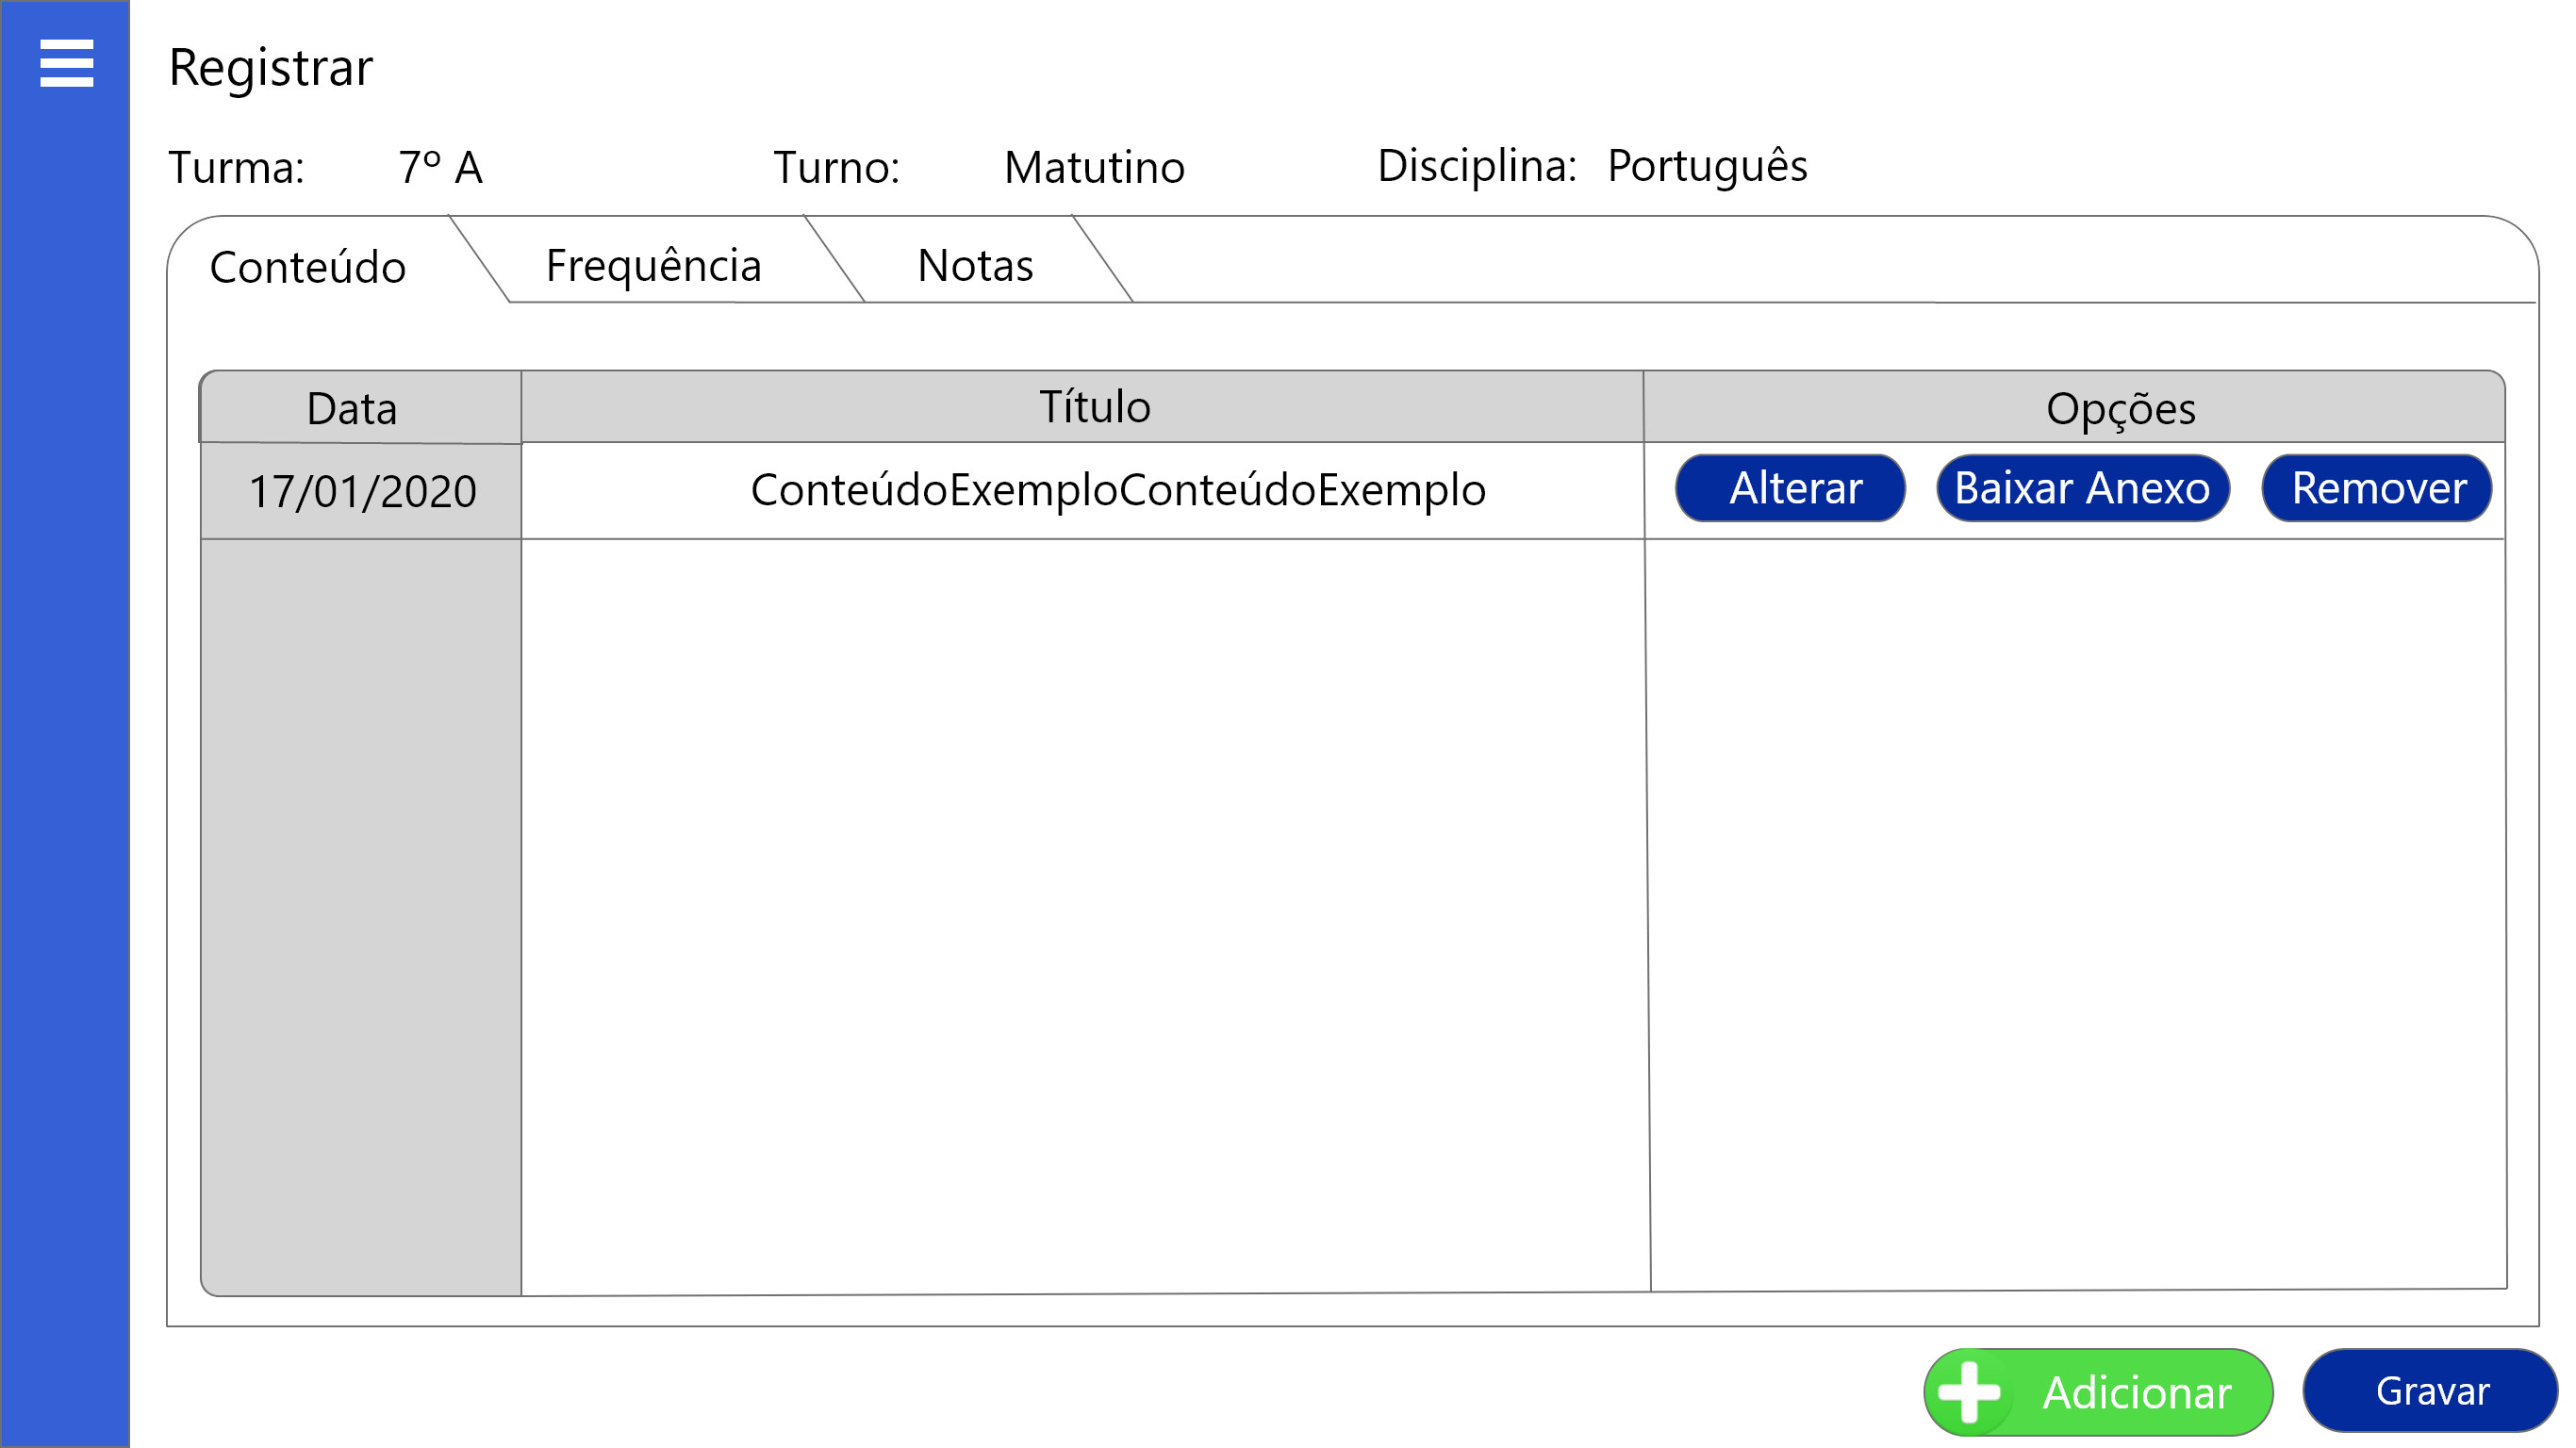 Registrar
Turma: 7º A Turno: Matutino Disciplina: Português
Conteúdo Frequência Notas
Data Título Opções
17/01/2020 ConteúdoExemploConteúdoExemplo Alterar Baixar Anexo Remover
Adicionar Gravar